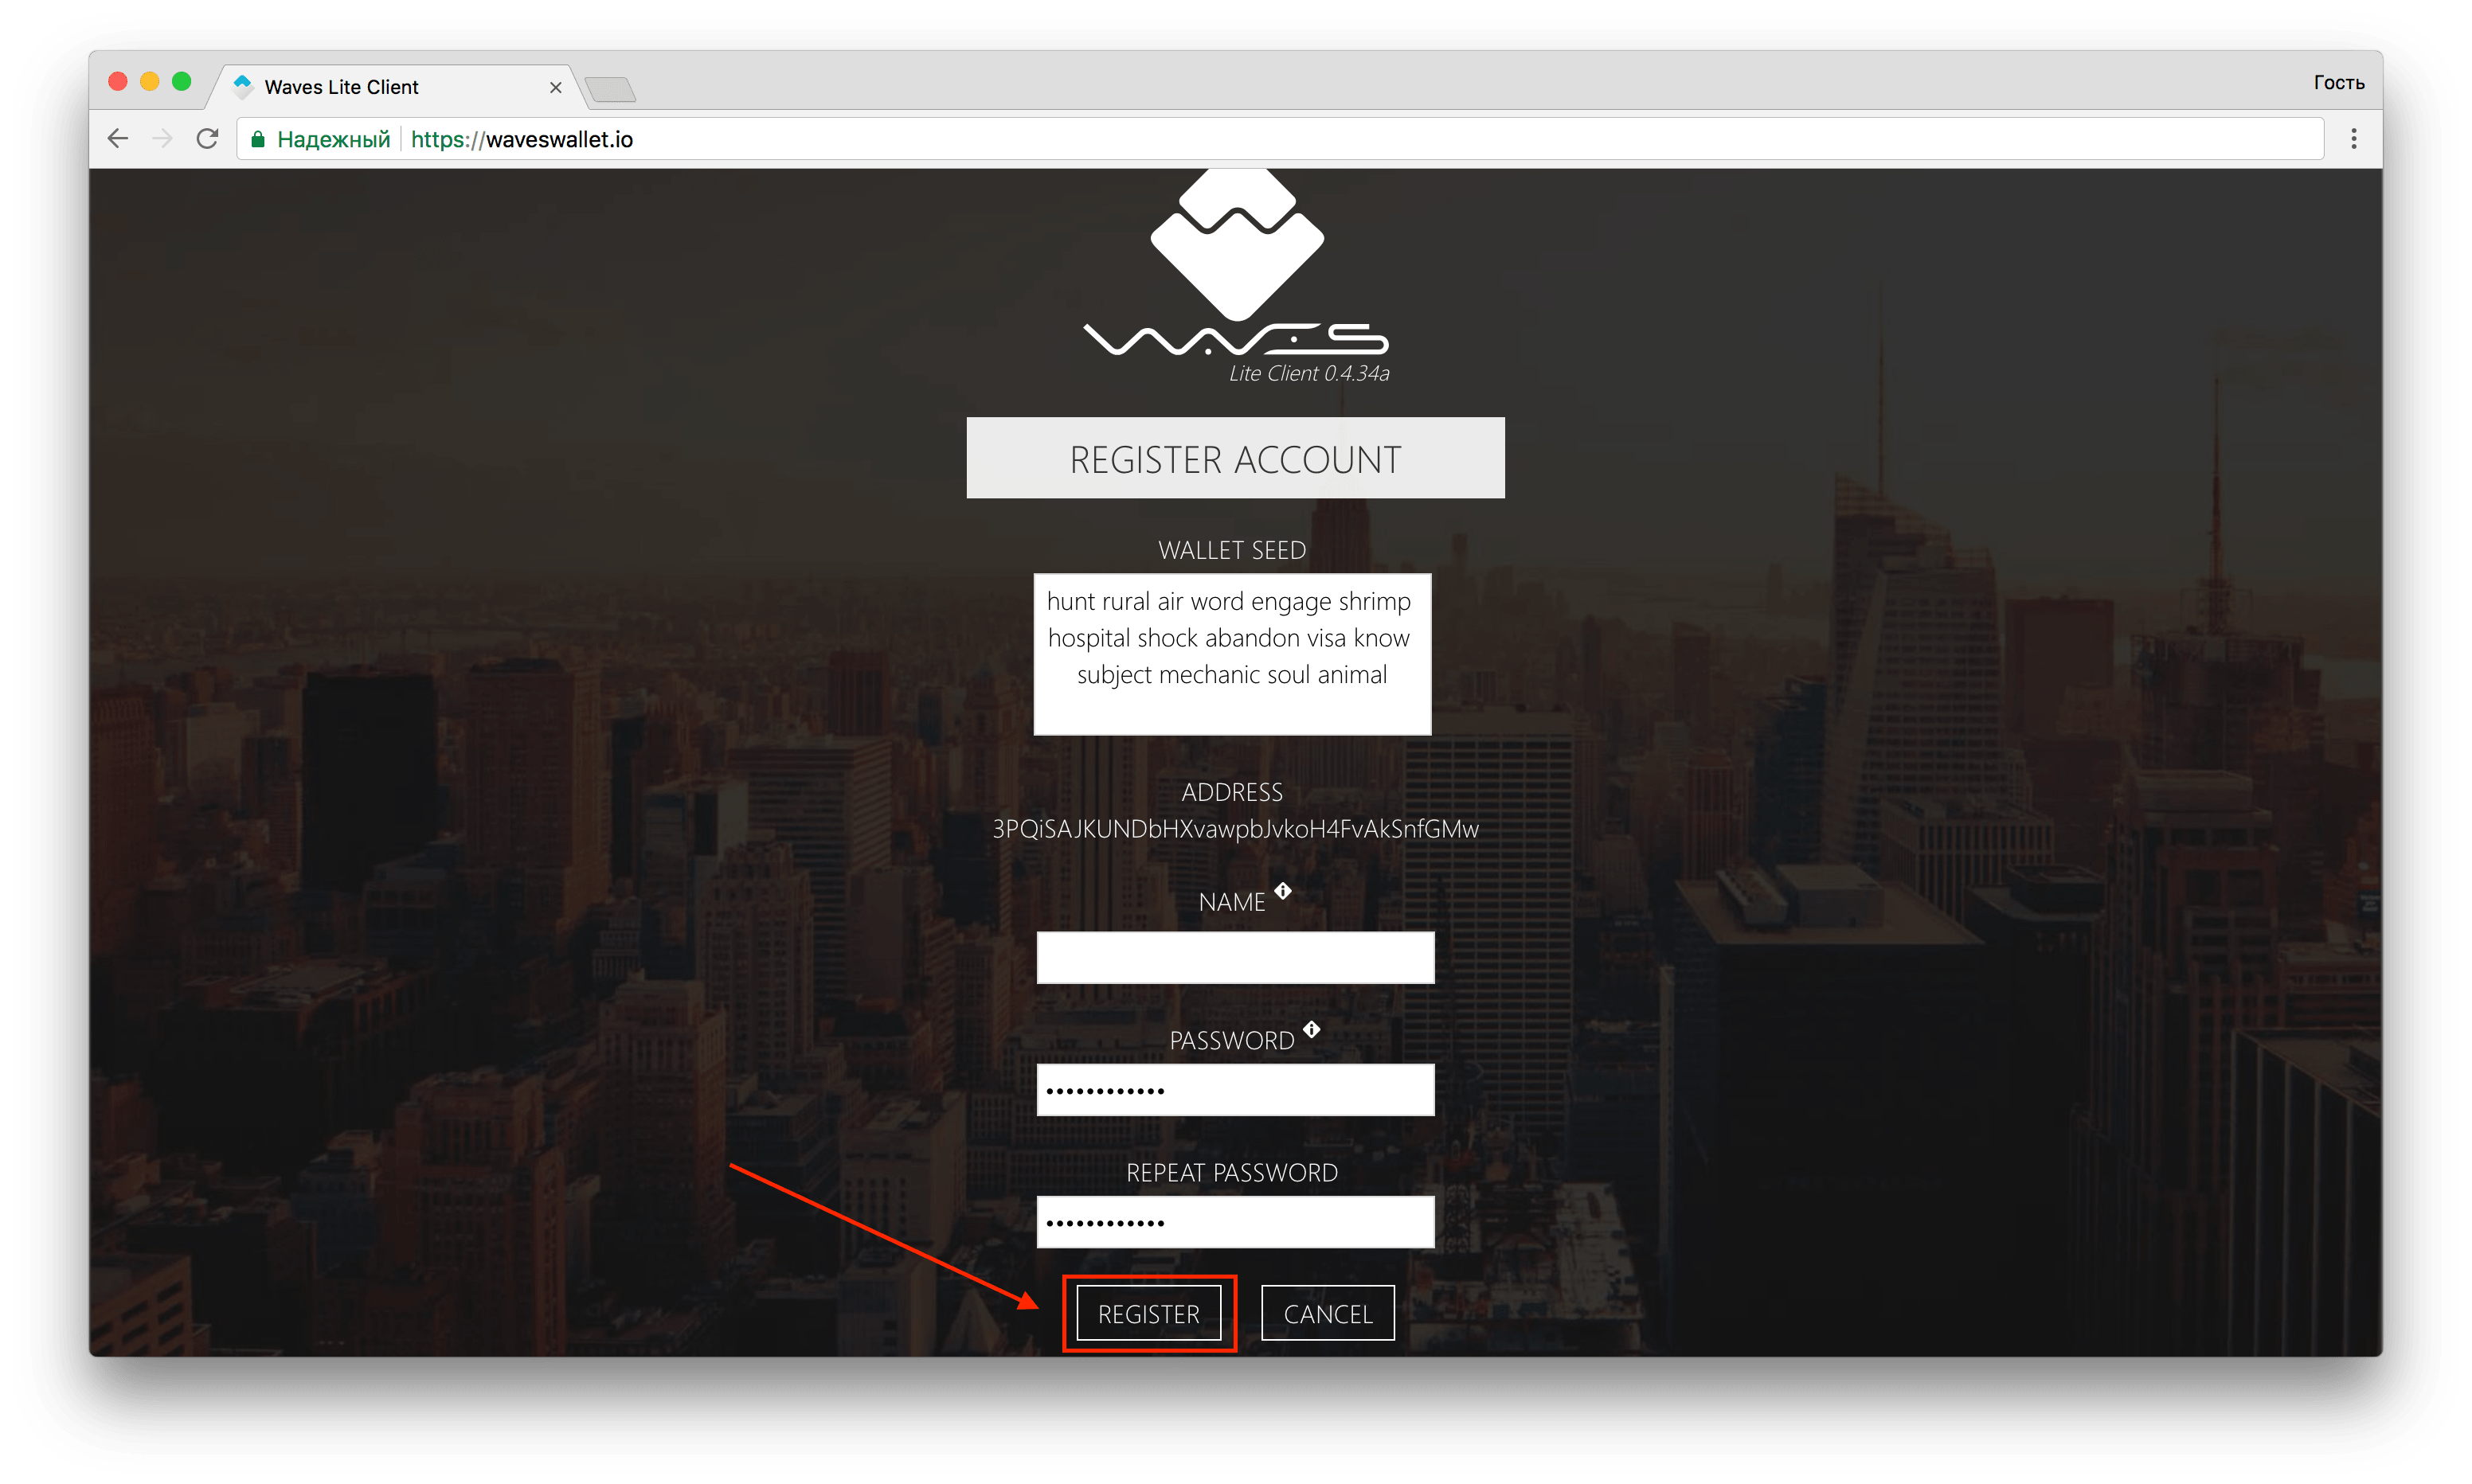 Waves Lite Client
Гость
Надежный https://waveswallet.io
WAVES
Lite Client 0.4.34a
REGISTER ACCOUNT
WALLET SEED
hunt rural air word engage shrimp
hospital shock abandon visa know
subject mechanic soul animal
ADDRESS
3PQiSAJKUNDbHXvawpbJvkoH4FvAkSnfGMw
NAME
PASSWORD
••••••••••••
REPEAT PASSWORD
••••••••••••
REGISTER CANCEL